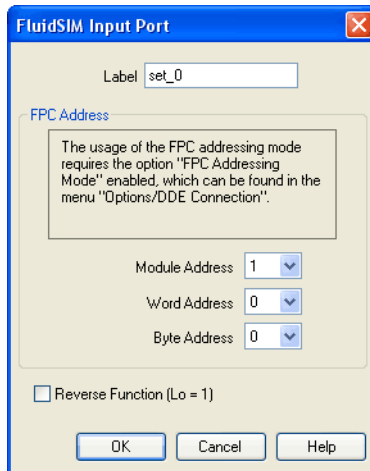 FluidSIM Input Port
Label set_0
FPC Address
The usage of the FPC addressing mode
requires the option "FPC Addressing
Mode" enabled, which can be found in the
menu "Options/DDE Connection".
Module Address 1
Word Address 0
Byte Address 0
Reverse Function (Lo = 1)
OK Cancel Help